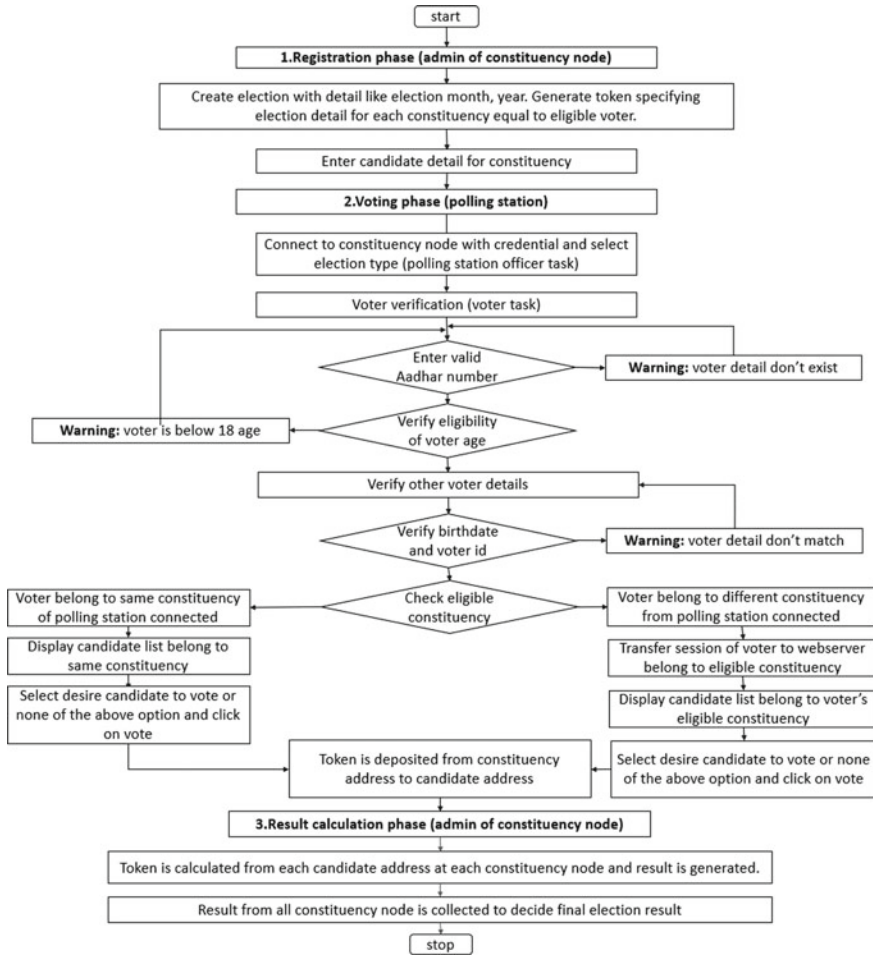 start
1.Registration phase (admin of constituency node)
Create election with detail like election month, year. Generate token specifying
election detail for each constituency equal to eligible voter.
Enter candidate detail for constituency
2.Voting phase (polling station)
Connect to constituency node with credential and select
election type (polling station officer task)
Voter verification (voter task)
Enter valid
Aadhar number
Warning: voter detail don't exist
Verify eligibility
of voter age
Warning: voter is below 18 age
Verify other voter details
Verify birthdate
and voter id
Warning: voter detail don't match
Check eligible
constituency
Voter belong to same constituency
of polling station connected
Display candidate list belong to
same constituency
Select desire candidate to vote or
none of the above option and click
on vote
Voter belong to different constituency
from polling station connected
Transfer session of voter to webserver
belong to eligible constituency
Display candidate list belong to voter's
eligible constituency
Select desire candidate to vote or none
of the above option and click on vote
Token is deposited from constituency
address to candidate address
3.Result calculation phase (admin of constituency node)
Token is calculated from each candidate address at each constituency node and result is generated.
Result from all constituency node is collected to decide final election result
stop